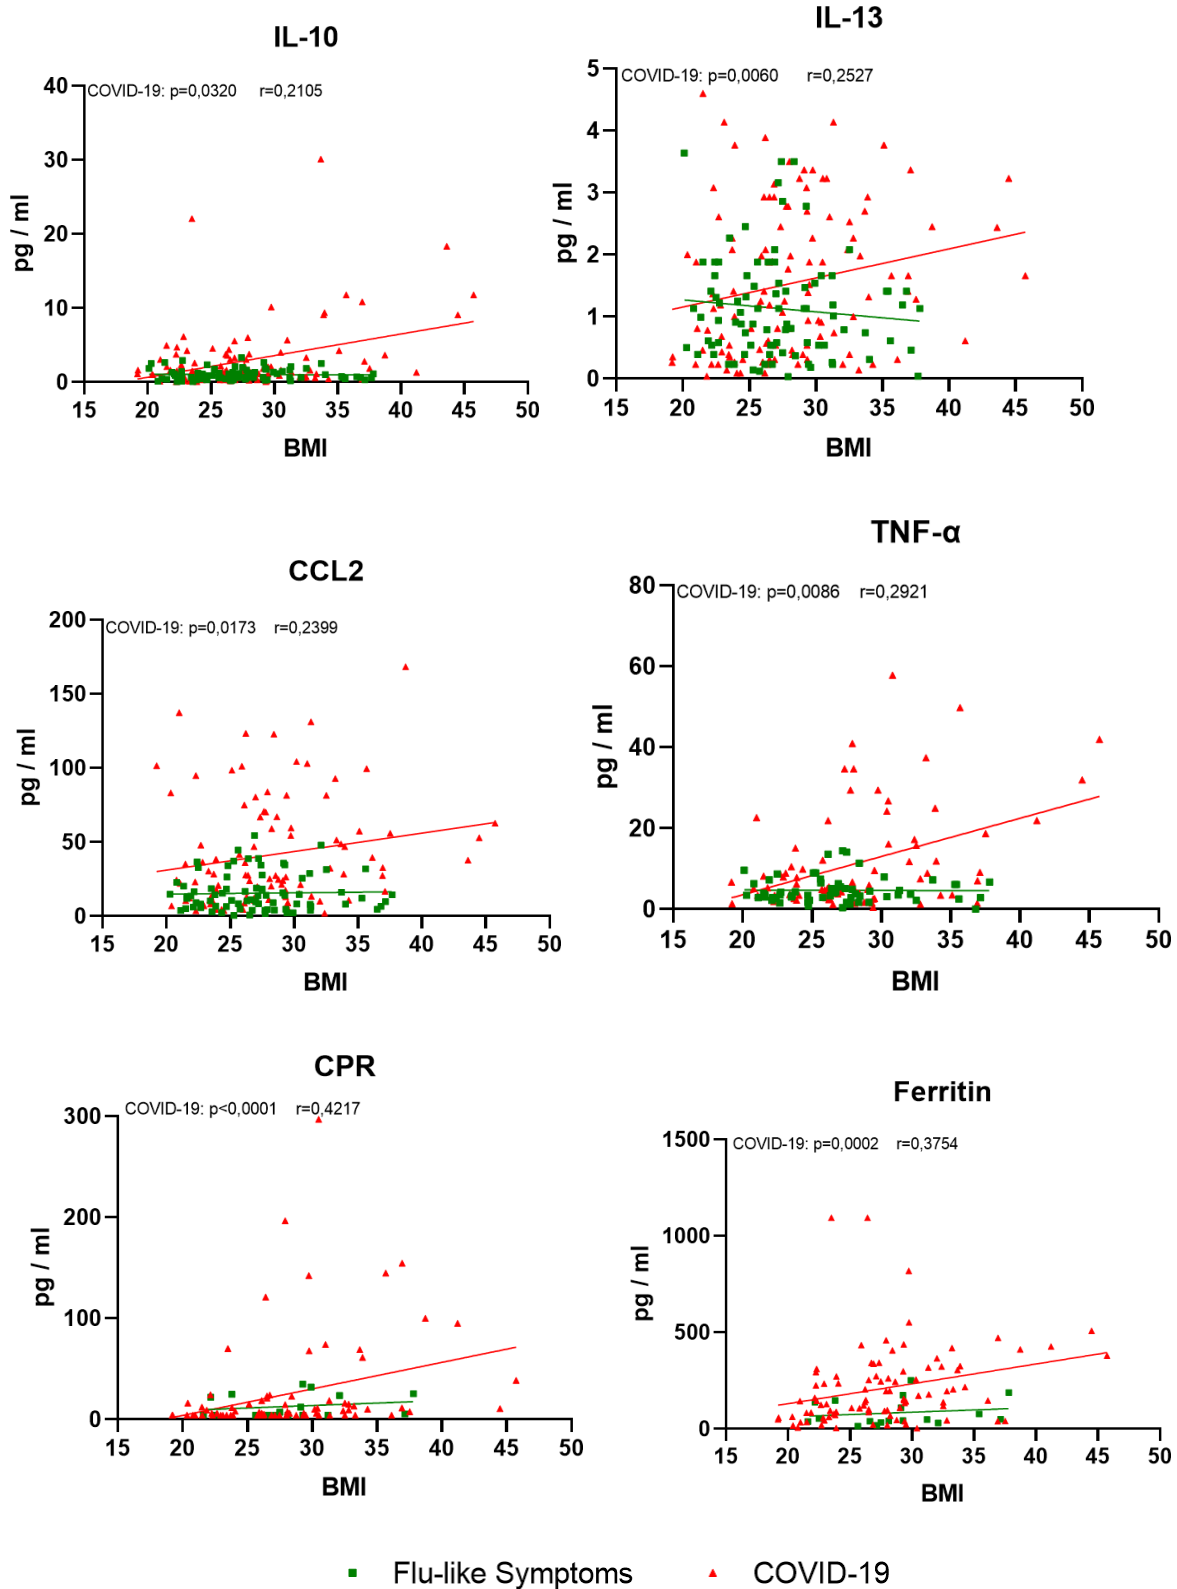 IL-10
COVID-19: p=0,0320 r=0,2105
40
30
20
10
0
pg / ml
15 20 25 30 35 40 45 50
BMI
IL-13
COVID-19: p=0,0060 r=0,2527
5
4
3
2
1
0
pg / ml
15 20 25 30 35 40 45 50
BMI
CCL2
COVID-19: p=0,0173 r=0,2399
200
150
100
50
0
pg / ml
15 20 25 30 35 40 45 50
BMI
TNF-α
COVID-19: p=0,0086 r=0,2921
80
60
40
20
0
pg / ml
15 20 25 30 35 40 45 50
BMI
CPR
COVID-19: p<0,0001 r=0,4217
300
200
100
0
pg / ml
15 20 25 30 35 40 45 50
BMI
Ferritin
COVID-19: p=0,0002 r=0,3754
1500
1000
500
0
pg / ml
15 20 25 30 35 40 45 50
BMI
Flu-like Symptoms COVID-19